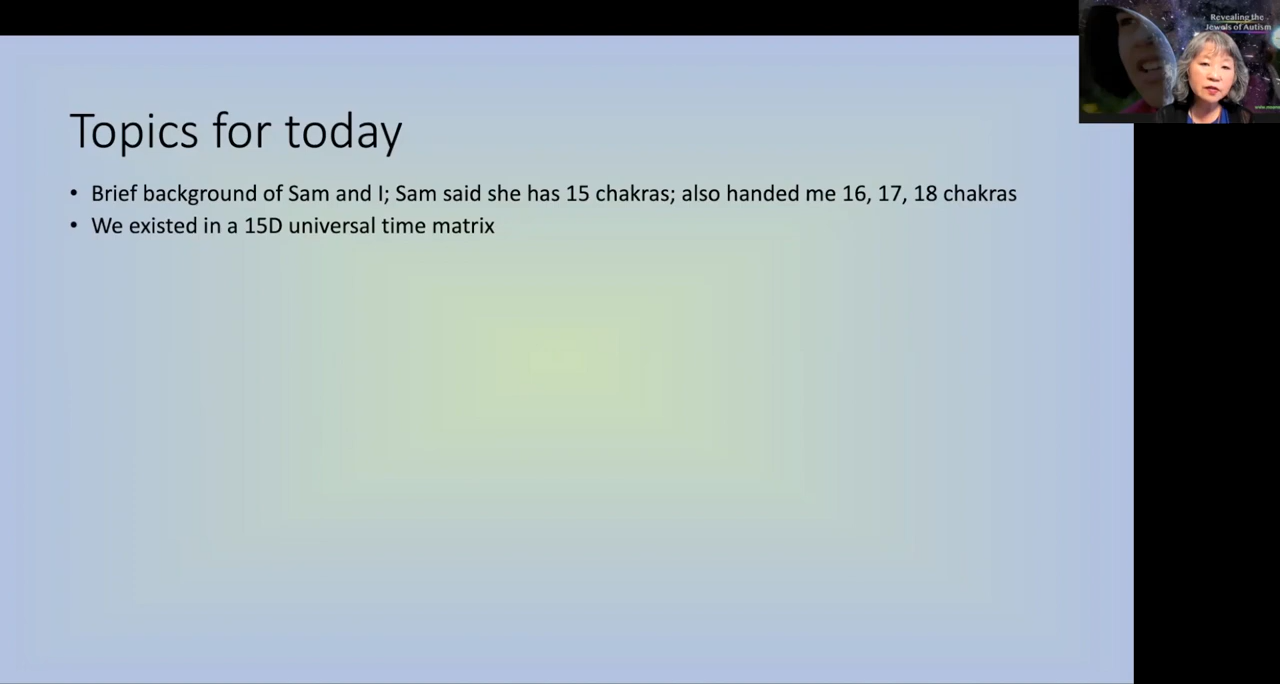 Revealing the
Jewels of Autism
Topics for today
• Brief background of Sam and I; Sam said she has 15 chakras; also handed me 16, 17, 18 chakras
• We existed in a 15D universal time matrix